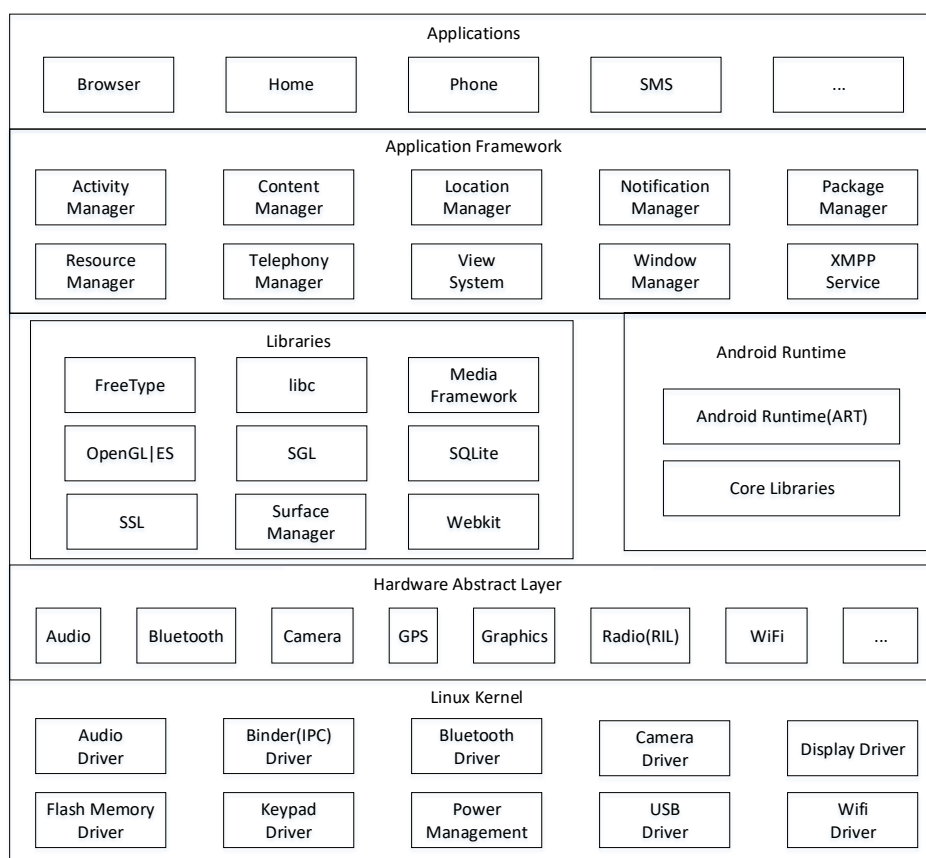 Applications
Browser
Home
Phone
SMS
...
Application Framework
Activity
Manager
Content
Manager
Location
Manager
Notification
Manager
Package
Manager
Resource
Manager
Telephony
Manager
View
System
Window
Manager
XMPP
Service
Libraries
FreeType
libc
Media
Framework
OpenGL|ES
SGL
SQLite
SSL
Surface
Manager
Webkit
Android Runtime
Android Runtime(ART)
Core Libraries
Hardware Abstract Layer
Audio
Bluetooth
Camera
GPS
Graphics
Radio(RIL)
WiFi
...
Linux Kernel
Audio
Driver
Binder(IPC)
Driver
Bluetooth
Driver
Camera
Driver
Display Driver
Flash Memory
Driver
Keypad
Driver
Power
Management
USB
Driver
Wifi
Driver